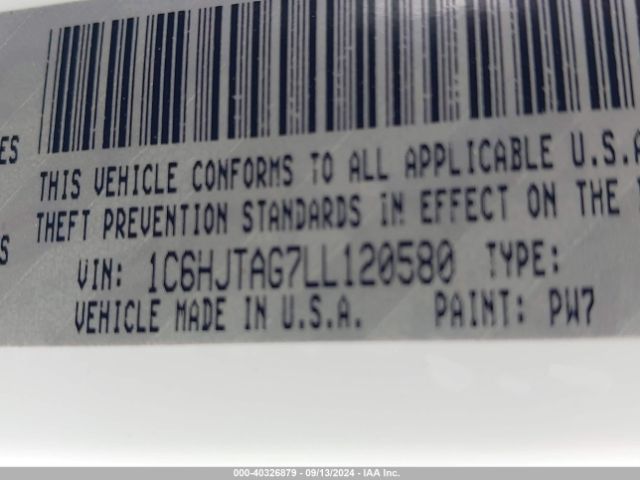 ES
THIS VEHICLE CONFORMS TO ALL APPLICABLE U.S.A
THEFT PREVENTION STANDARDS IN EFFECT ON THE
S
VIN: 1C6HJTAG7LL120580 TYPE:
VEHICLE MADE IN U.S.A. PAINT: PW7
000-40326879 - 09/13/2024 - IAA Inc.